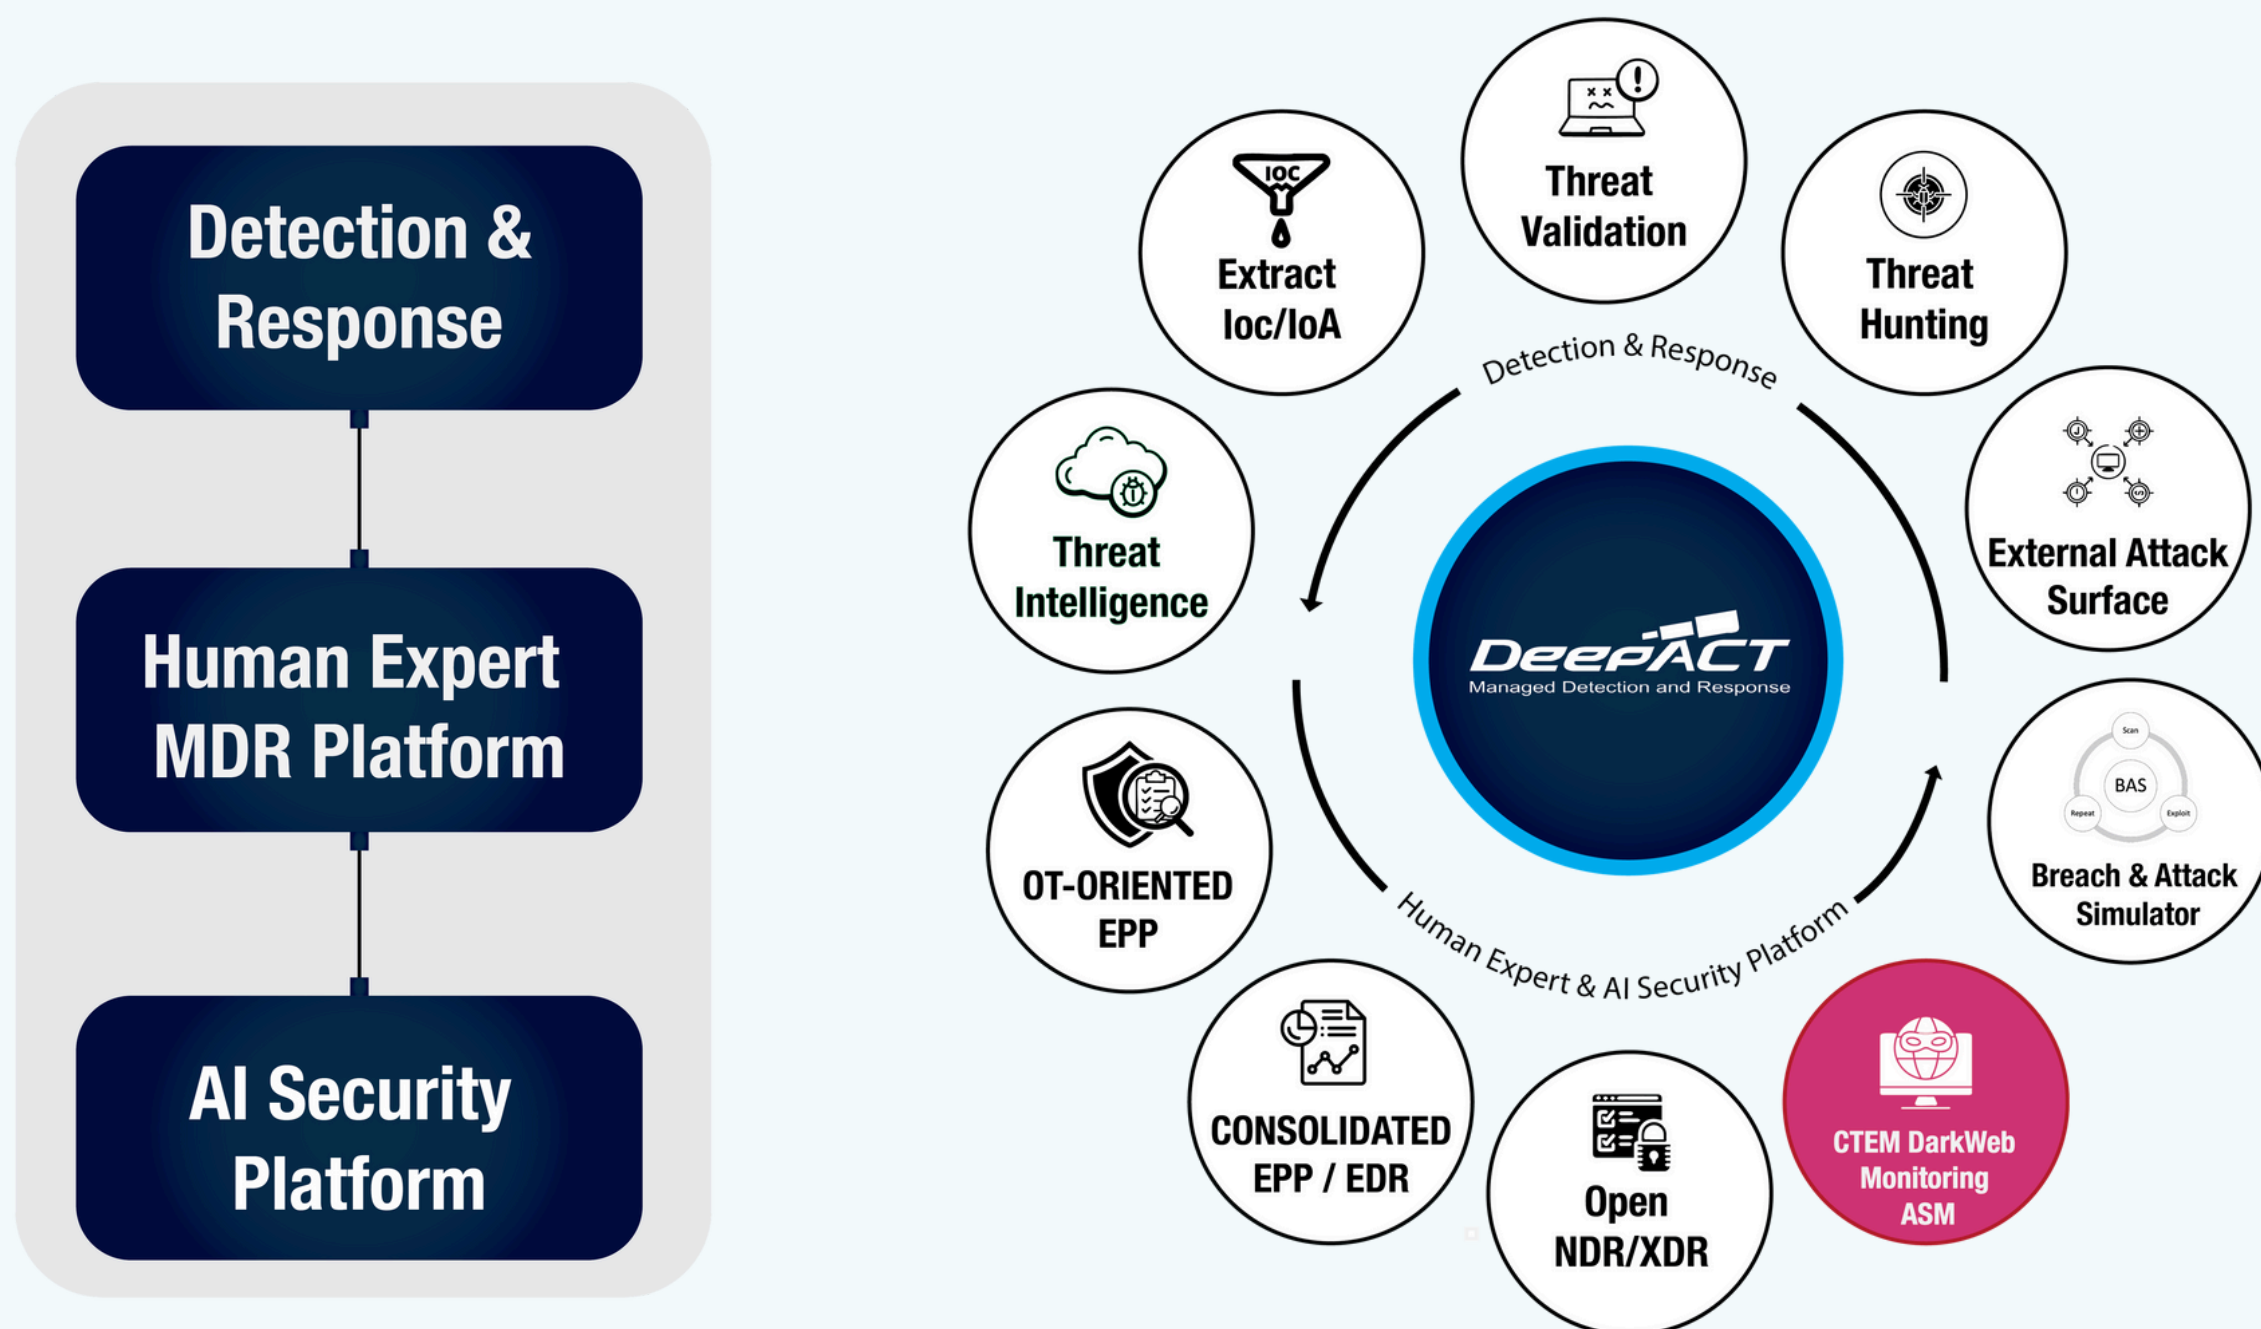 Detection &
Response
Human Expert
MDR Platform
AI Security
Platform
IOC
Extract
Ioc/IoA
!
Threat
Validation
Threat
Hunting
Detection & Response
Threat
Intelligence
External Attack
Surface
DeepACT
Managed Detection and Response
OT-ORIENTED
EPP
Scan
BAS
Repeat
Exploit
Breach & Attack
Simulator
Human Expert & AI Security Platform
CONSOLIDATED
EPP / EDR
Open
NDR/XDR
CTEM DarkWeb
Monitoring
ASM